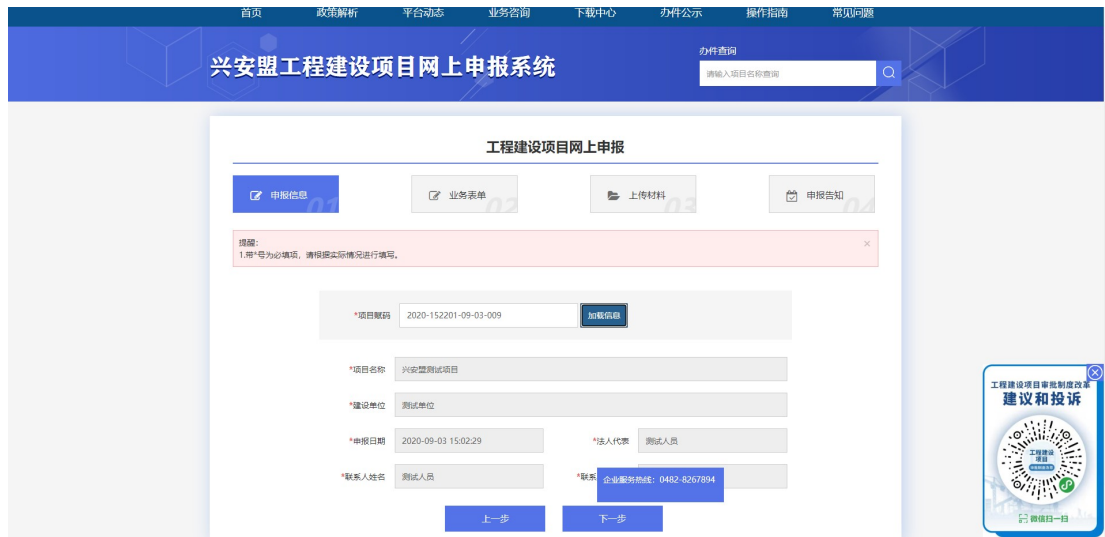 首页 政策解析 平台动态 业务咨询 下载中心 办件公示 操作指南 常见问题
兴安盟工程建设项目网上申报系统
办件查询
请输入项目名称查询
工程建设项目网上申报
申报信息 01 业务表单 02 上传材料 03 申报告知 04
提醒:
1.带*号为必填项，请根据实际情况进行填写。
*项目赋码 2020-152201-09-03-009 加载信息
*项目名称 兴安盟测试项目
*建设单位 测试单位
*申报日期 2020-09-03 15:02:29 *法人代表 测试人员
*联系人姓名 测试人员 *联系
企业服务热线：0482-8267894
上一步 下一步
工程建设项目审批制度改革
建议和投诉
工程建设
项目
微信扫一扫